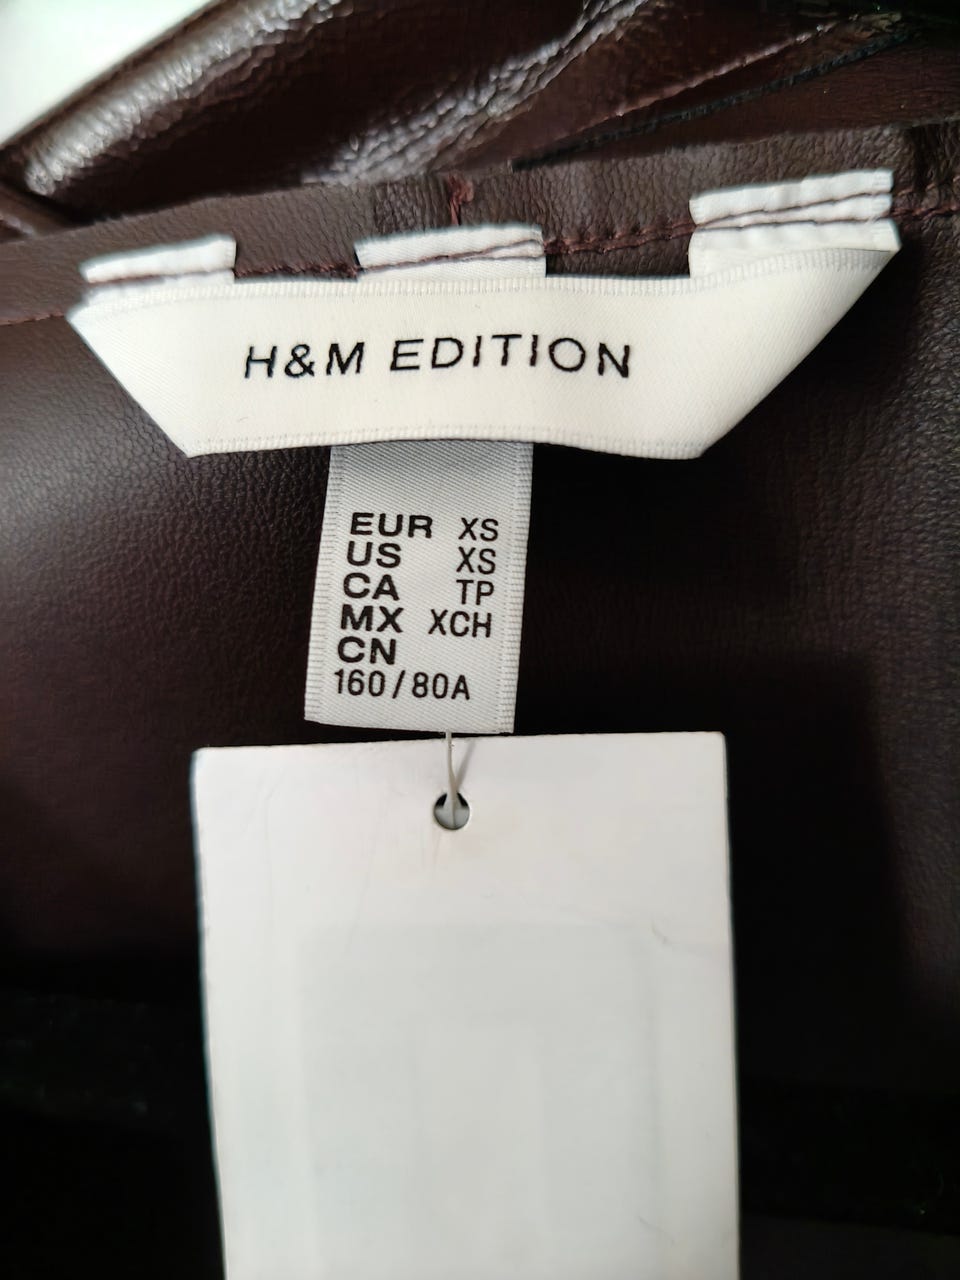 H&M EDITION
EUR XS
US XS
CA TP
MX XCH
CN
160/80A